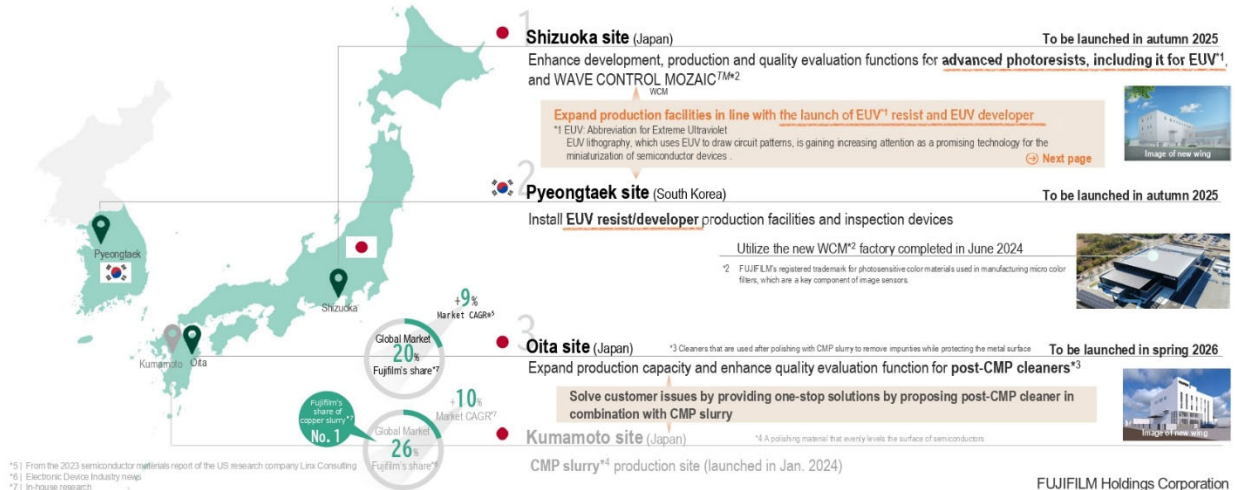 1
Shizuoka site (Japan)
To be launched in autumn 2025
Enhance development, production and quality evaluation functions for advanced photoresists, including it for EUV*1,
and WAVE CONTROL MOZAIC™*2
WCM
Expand production facilities in line with the launch of EUV*1 resist and EUV developer
*1 EUV: Abbreviation for Extreme Ultraviolet
EUV lithography, which uses EUV to draw circuit patterns, is gaining increasing attention as a promising technology for the
miniaturization of semiconductor devices .
Next page
Image of new wing
2
Pyeongtaek site (South Korea)
To be launched in autumn 2025
Install EUV resist/developer production facilities and inspection devices
Utilize the new WCM*2 factory completed in June 2024
*2 FUJIFILM's registered trademark for photosensitive color materials used in manufacturing micro color
filters, which are a key component of image sensors.
Pyeongtaek
Shizuoka
Kumamoto
Oita
+9%
Market CAGR*5
Global Market
20%
Fujifilm's share*7
3
Oita site (Japan)
*3 Cleaners that are used after polishing with CMP slurry to remove impurities while protecting the metal surface
To be launched in spring 2026
Expand production capacity and enhance quality evaluation function for post-CMP cleaners*3
Solve customer issues by providing one-stop solutions by proposing post-CMP cleaner in
combination with CMP slurry
Image of new wing
+10%
Market CAGR*7
Fujifilm's
share of
copper slurry*7
No. 1
Global Market
26%
Fujifilm's share*6
Kumamoto site (Japan)
*4 A polishing material that evenly levels the surface of semiconductors
CMP slurry*4 production site (launched in Jan. 2024)
*5 | From the 2023 semiconductor materials report of the US research company Linx Consulting
*6 | Electronic Device Industry news
*7 | In-house research
FUJIFILM Holdings Corporation